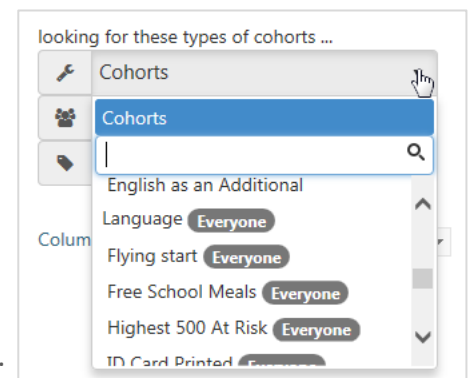 looking for these types of cohorts ...
Cohorts
Cohorts
English as an Additional
Language Everyone
Flying start Everyone
Colum
Free School Meals Everyone
Highest 500 At Risk Everyone
ID Card Printed Everyone